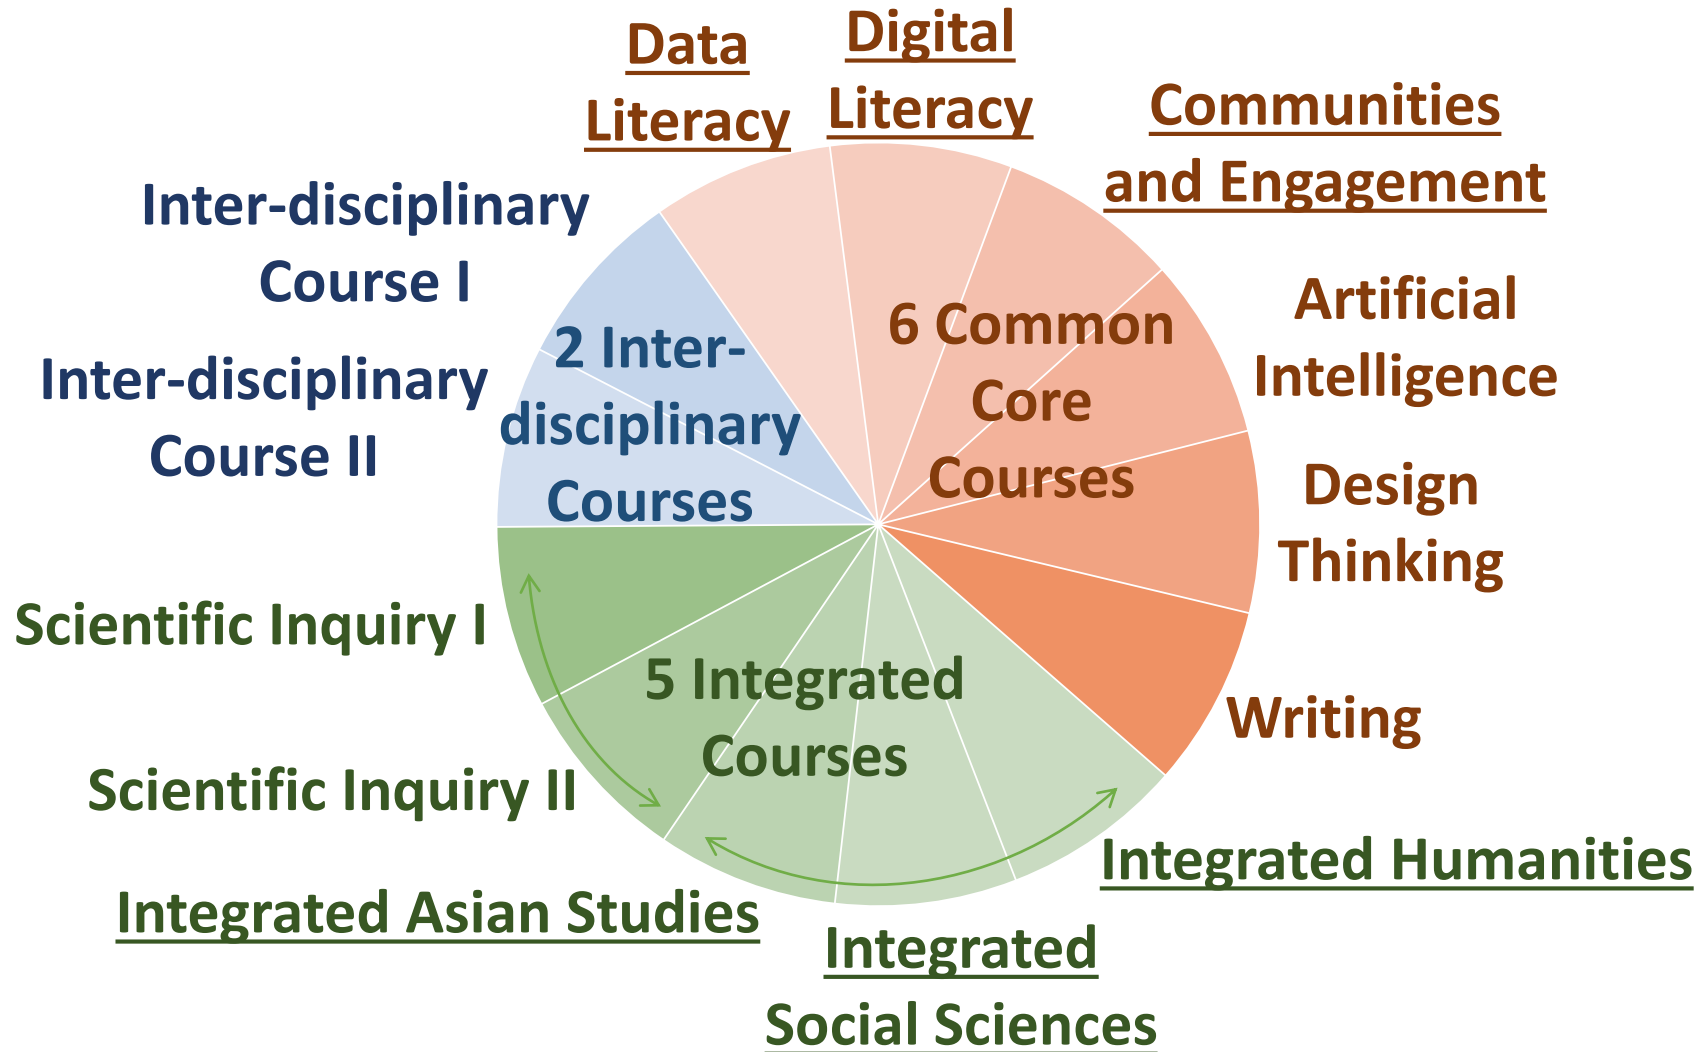 Data
Literacy
Digital
Literacy
Communities
and Engagement
Artificial
Intelligence
Design
Thinking
Writing
Integrated Humanities
Integrated
Social Sciences
Integrated Asian Studies
Scientific Inquiry II
Scientific Inquiry I
Inter-disciplinary
Course II
Inter-disciplinary
Course I
2 Inter-
disciplinary
Courses
6 Common
Core
Courses
5 Integrated
Courses